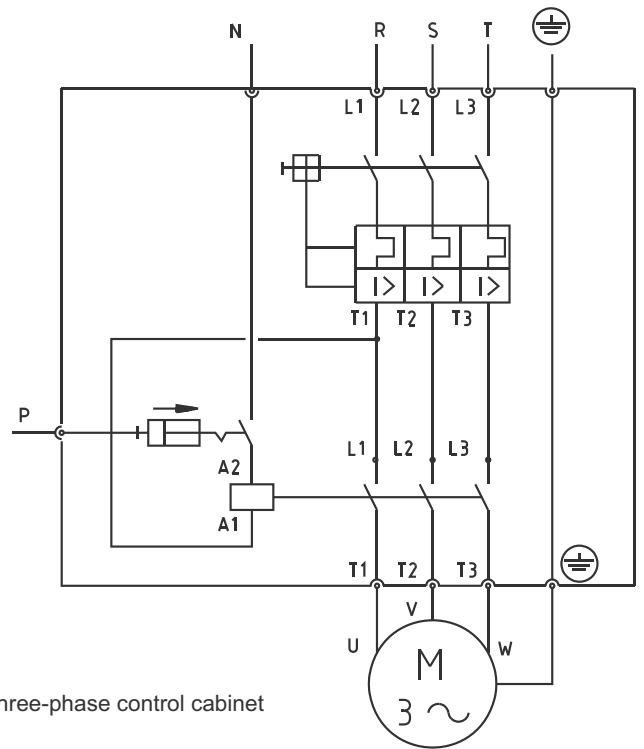 N R S T
L1 L2 L3
I> I> I>
T1 T2 T3
P
L1 L2 L3
A2
A1
T1 T2 T3
V
U W
M
3 ~
hree-phase control cabinet